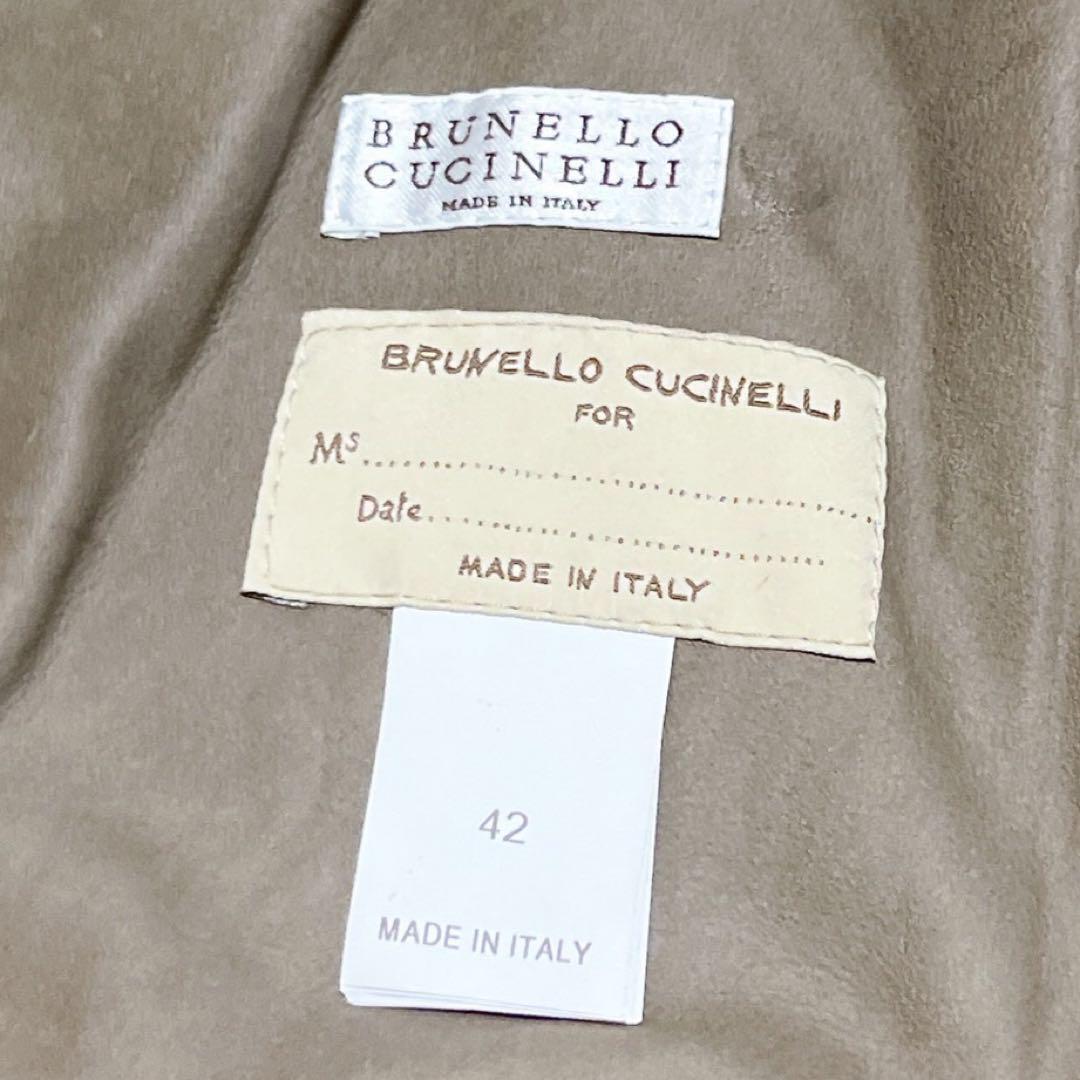 BRUNELLO
CUCINELLI
MADE IN ITALY
BRUNELLO CUCINELLI
FOR
Ms.......................................
Date..................................
MADE IN ITALY
42
MADE IN ITALY